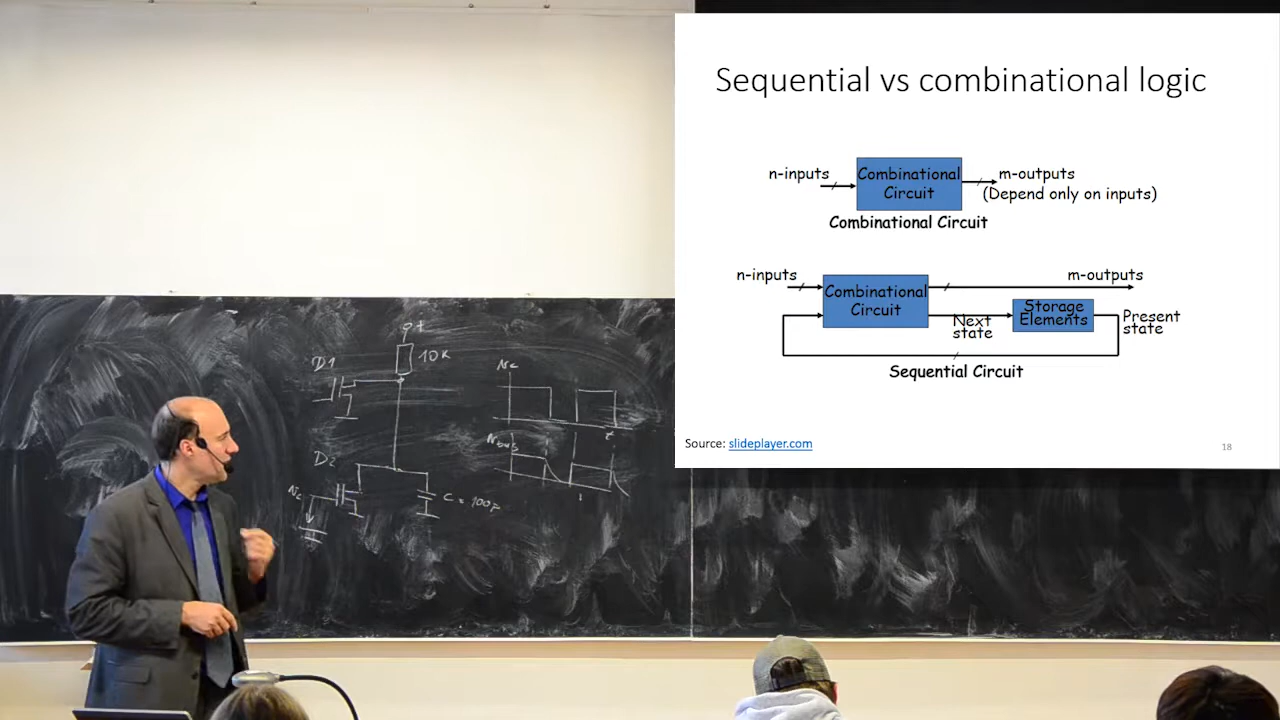 Sequential vs combinational logic
n-inputs
Combinational
Circuit
m-outputs
(Depend only on inputs)
Combinational Circuit
n-inputs
Combinational
Circuit
m-outputs
Next
state
Storage
Elements
Present
state
Sequential Circuit
Source: slideplayer.com
18
10K
D1
D2
C = 100p
t